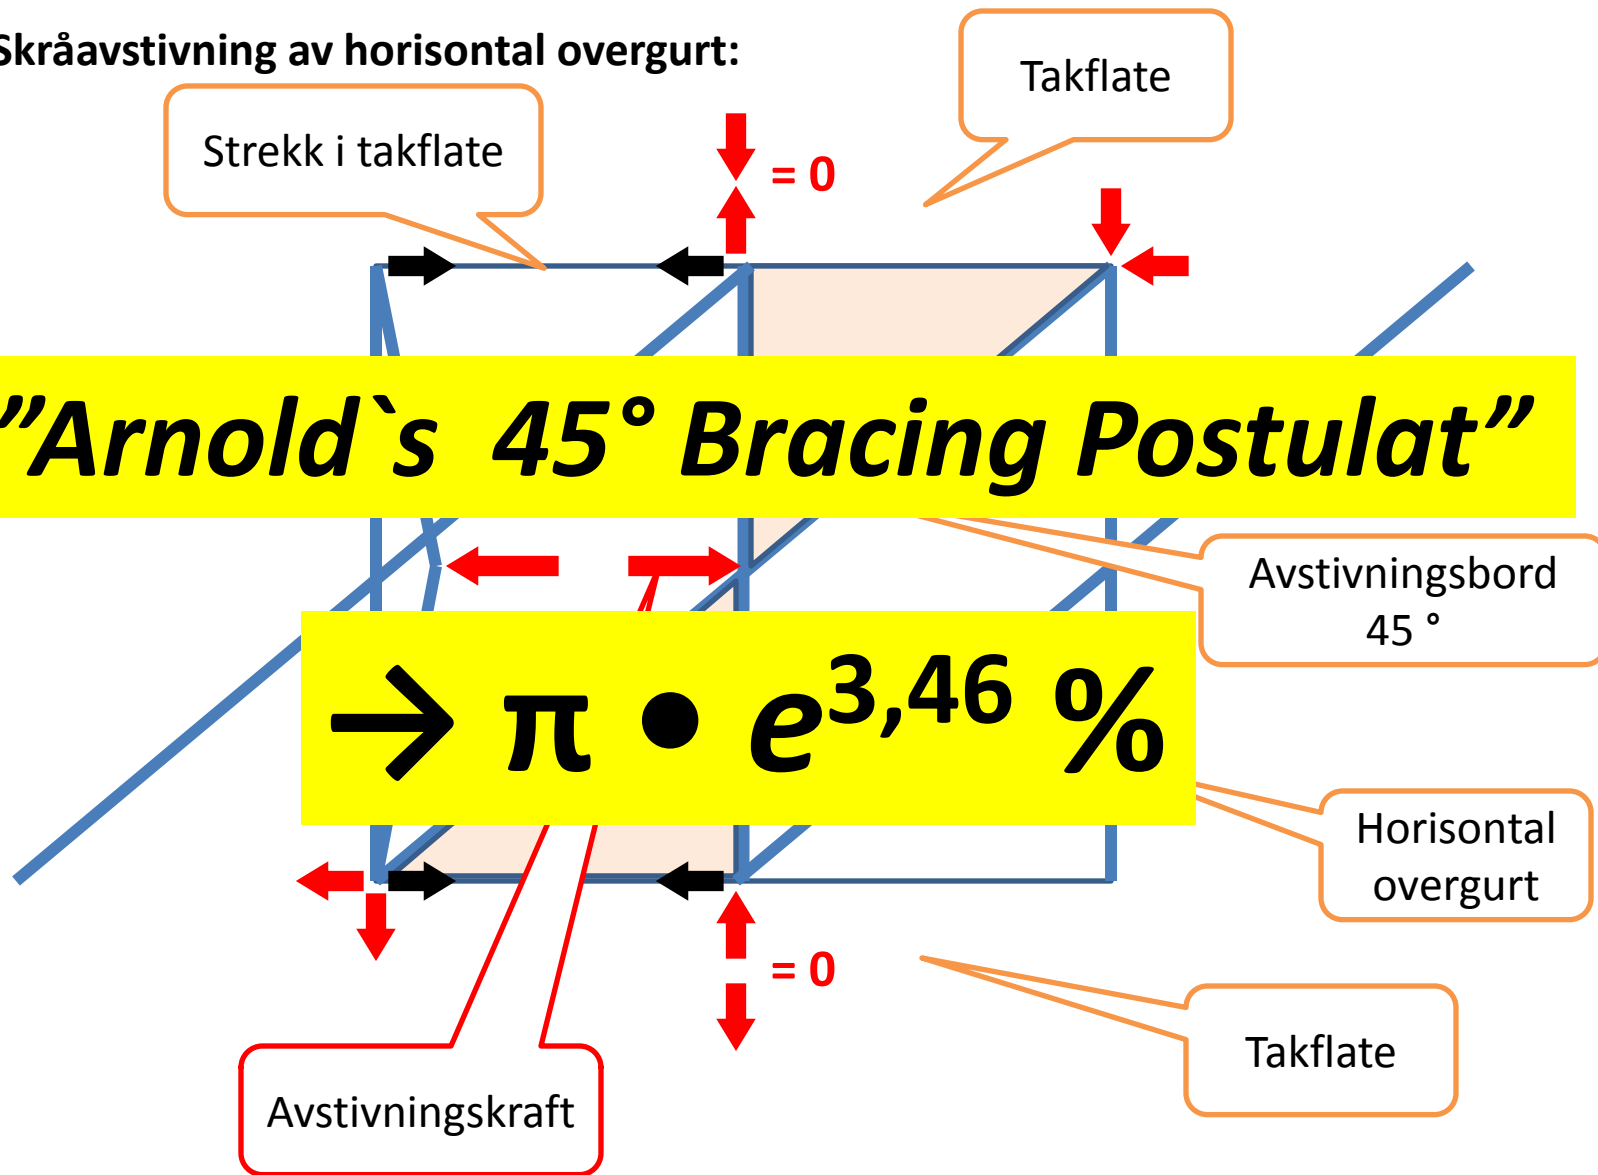 Skråavstivning av horisontal overgurt:
Takflate
Strekk i takflate
= 0
”Arnold`s 45° Bracing Postulat”
Avstivningsbord
45 °
→ π • e^3,46 %
Horisontal
overgurt
= 0
Takflate
Avstivningskraft